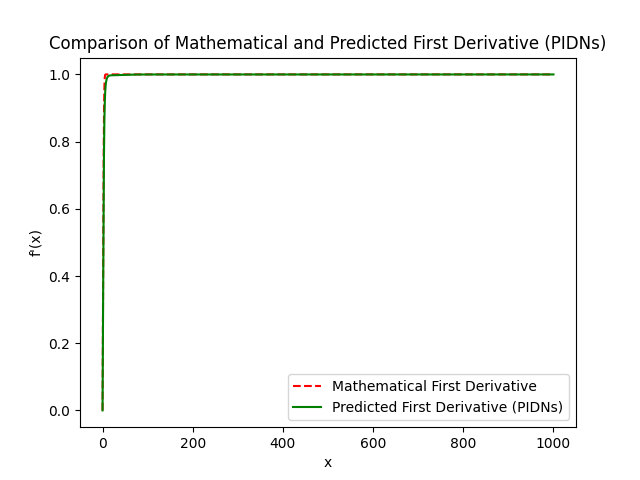 Comparison of Mathematical and Predicted First Derivative (PIDNs)
1.0
0.8
0.6
0.4
0.2
0.0
f'(x)
0 200 400 600 800 1000
x
Mathematical First Derivative
Predicted First Derivative (PIDNs)